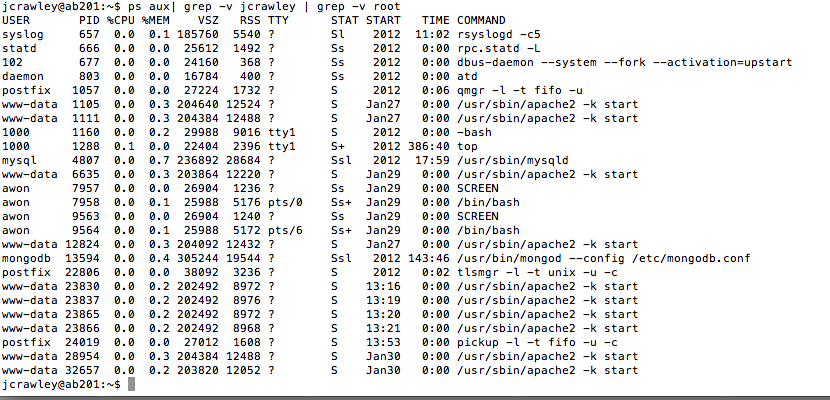 jcrawley@ab201:~$ ps aux| grep -v jcrawley | grep -v root
USER       PID %CPU %MEM    VSZ   RSS TTY      STAT START   TIME COMMAND
syslog     657  0.0  0.1 185760  5540 ?        Sl    2012  11:02 rsyslogd -c5
statd      666  0.0  0.0  25612  1492 ?        Ss    2012   0:00 rpc.statd -L
102        677  0.0  0.0  24160   368 ?        Ss    2012   0:00 dbus-daemon --system --fork --activation=upstart
daemon     803  0.0  0.0  16784   400 ?        Ss    2012   0:00 atd
postfix   1057  0.0  0.0  27224  1732 ?        S     2012   0:06 qmgr -l -t fifo -u
www-data  1105  0.0  0.3 204640 12524 ?        S    Jan27   0:00 /usr/sbin/apache2 -k start
www-data  1111  0.0  0.3 204384 12488 ?        S    Jan27   0:00 /usr/sbin/apache2 -k start
1000      1160  0.0  0.2  29988  9016 tty1     S     2012   0:00 -bash
1000      1288  0.1  0.0  22404  2396 tty1     S+    2012 386:40 top
mysql     4807  0.0  0.7 236892 28684 ?        Ssl   2012  17:59 /usr/sbin/mysqld
www-data  6635  0.0  0.3 203864 12220 ?        S    Jan29   0:00 /usr/sbin/apache2 -k start
awon      7957  0.0  0.0  26904  1236 ?        Ss   Jan29   0:00 SCREEN
awon      7958  0.0  0.1  25988  5176 pts/0    Ss+  Jan29   0:00 /bin/bash
awon      9563  0.0  0.0  26904  1240 ?        Ss   Jan29   0:00 SCREEN
awon      9564  0.0  0.1  25988  5172 pts/6    Ss+  Jan29   0:00 /bin/bash
www-data 12824  0.0  0.3 204092 12432 ?        S    Jan27   0:00 /usr/sbin/apache2 -k start
mongodb  13594  0.0  0.4 305244 19544 ?        Ssl   2012 143:46 /usr/bin/mongod --config /etc/mongodb.conf
postfix  22806  0.0  0.0  38092  3236 ?        S     2012   0:02 tlsmgr -l -t unix -u -c
www-data 23830  0.0  0.2 202492  8972 ?        S    13:16   0:00 /usr/sbin/apache2 -k start
www-data 23837  0.0  0.2 202492  8976 ?        S    13:19   0:00 /usr/sbin/apache2 -k start
www-data 23865  0.0  0.2 202492  8972 ?        S    13:20   0:00 /usr/sbin/apache2 -k start
www-data 23866  0.0  0.2 202492  8968 ?        S    13:21   0:00 /usr/sbin/apache2 -k start
postfix  24019  0.0  0.0  27012  1608 ?        S    13:53   0:00 pickup -l -t fifo -u -c
www-data 28954  0.0  0.3 204384 12488 ?        S    Jan30   0:00 /usr/sbin/apache2 -k start
www-data 32657  0.0  0.2 203820 12052 ?        S    Jan30   0:00 /usr/sbin/apache2 -k start
jcrawley@ab201:~$